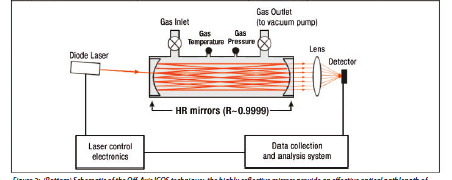 Gas Inlet
Gas Outlet
(to vacuum pump)
Gas
Temperature
Gas
Pressure
Diode Laser
Lens
Detector
HR mirrors (R~0.9999)
Laser control
electronics
Data collection
and analysis system
Figure 2: (Bottom) Schematic of the Off-Axis ICOS technique: the highly reflective mirrors provide an effective optical pathlength of